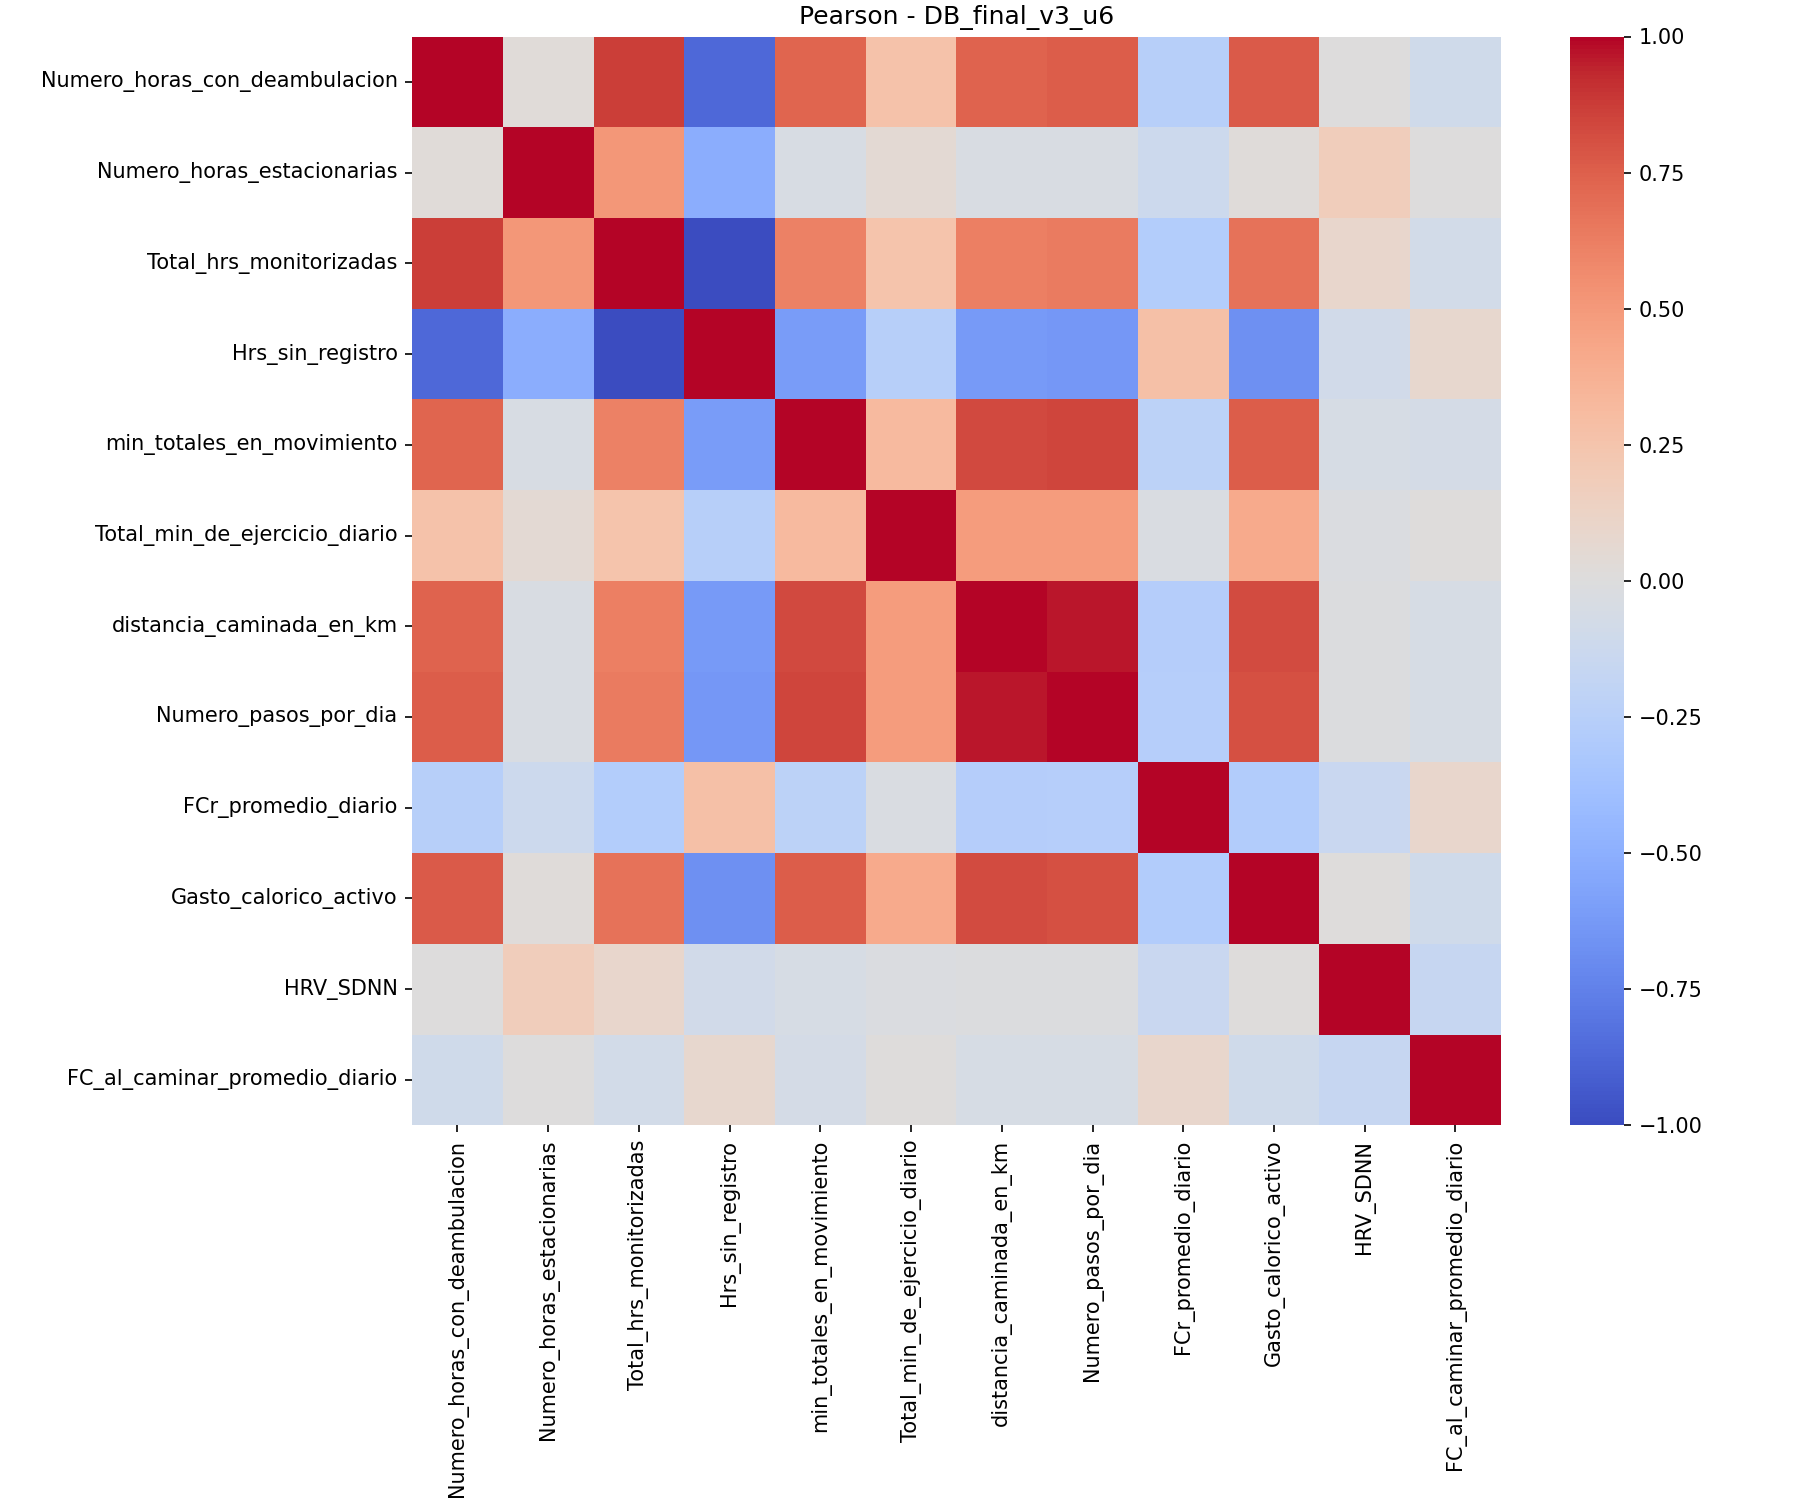 Pearson - DB_final_v3_u6
Numero_horas_con_deambulacion
Numero_horas_estacionarias
Total_hrs_monitorizadas
Hrs_sin_registro
min_totales_en_movimiento
Total_min_de_ejercicio_diario
distancia_caminada_en_km
Numero_pasos_por_dia
FCr_promedio_diario
Gasto_calorico_activo
HRV_SDNN
FC_al_caminar_promedio_diario
Numero_horas_con_deambulacion
Numero_horas_estacionarias
Total_hrs_monitorizadas
Hrs_sin_registro
min_totales_en_movimiento
Total_min_de_ejercicio_diario
distancia_caminada_en_km
Numero_pasos_por_dia
FCr_promedio_diario
Gasto_calorico_activo
HRV_SDNN
FC_al_caminar_promedio_diario
1.00
0.75
0.50
0.25
0.00
−0.25
−0.50
−0.75
−1.00